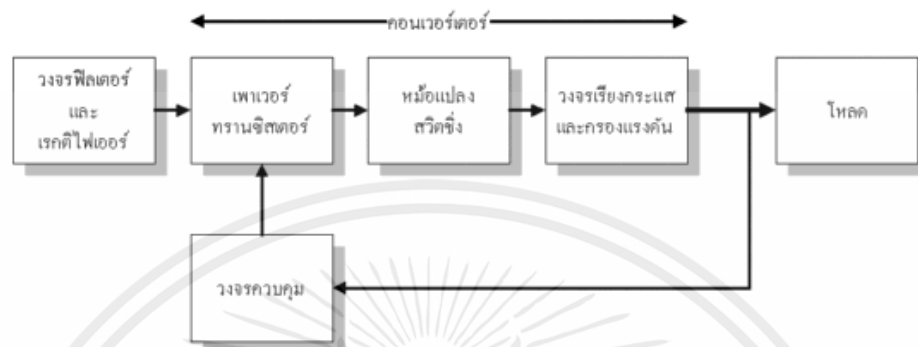 คอนเวอร์เตอร์
วงจรฟิลเตอร์
และ
เรกติไฟเออร์
เพาเวอร์
ทรานซิสเตอร์
หม้อแปลง
สวิตชิ่ง
วงจรเรียงกระแส
และกรองแรงดัน
โหลด
วงจรควบคุม